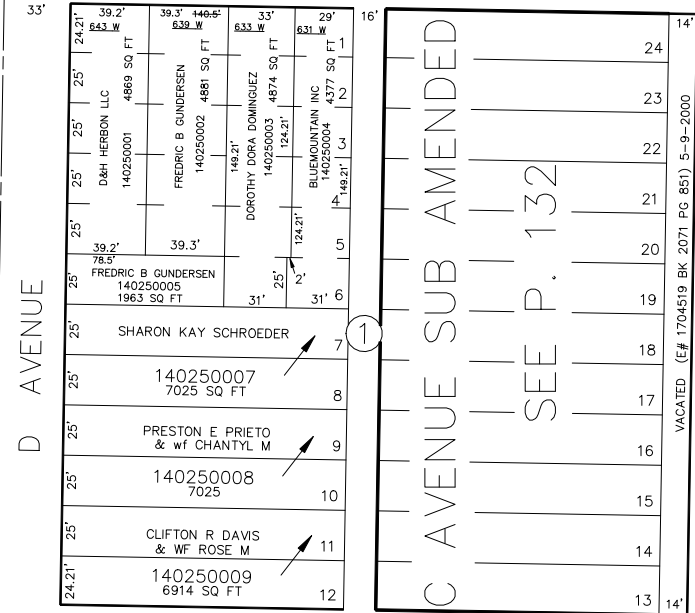 33'
39.2'
39.3'
140.5'
33'
29'
16'
14'
643 W
639 W
633 W
631 W
24.21'
25'
25'
25'
25'
D&H HERBON LLC
140250001
4869 SQ FT
FREDRIC B GUNDERSEN
140250002
4881 SQ FT
149.21'
DOROTHY DORA DOMINGUEZ
140250003
4874 SQ FT
124.21'
BLUEMOUNTAIN INC
140250004
4377 SQ FT
149.21'
124.21'
1
2
3
4
5
39.2'
39.3'
78.5'
25'
FREDRIC B GUNDERSEN
140250005
1963 SQ FT
25'
2'
31'
31'
6
25'
SHARON KAY SCHROEDER
7
25'
140250007
7025 SQ FT
8
25'
PRESTON E PRIETO
& wf CHANTYL M
9
25'
140250008
7025
10
25'
CLIFTON R DAVIS
& WF ROSE M
11
24.21'
140250009
6914 SQ FT
12
D AVENUE
1
C AVENUE SUB AMENDED
SEE P. 132
24
23
22
21
20
19
18
17
16
15
14
13
14'
VACATED (E# 1704519 BK 2071 PG 851) 5-9-2000